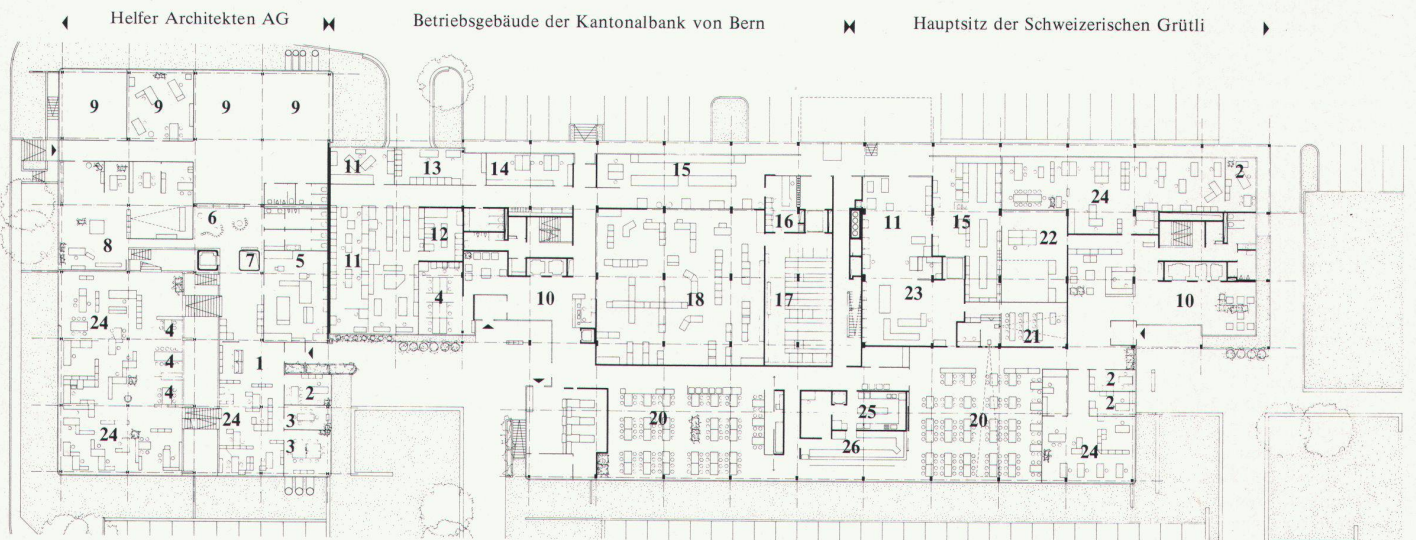 Helfer Architekten AG
Betriebsgebäude der Kantonalbank von Bern
Hauptsitz der Schweizerischen Grütli
9 9 9 9
11 13 14 15 2
24
6 16 11 15
12 22
8 7 5 11
4 18 17 23
10 10
24 4 21
4 1
2 2
4 2
24 24 3 20 25 20
3 26 24